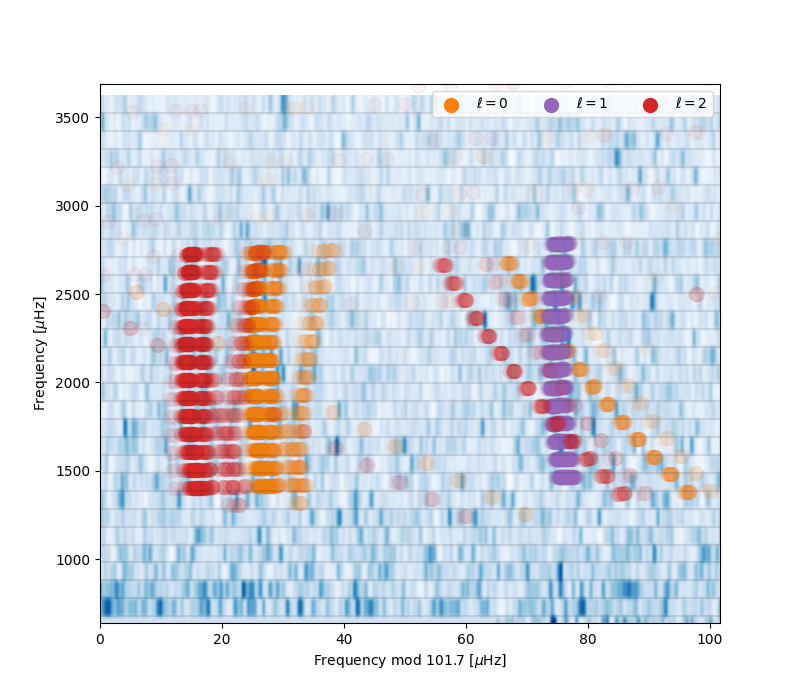 ℓ = 0 ℓ = 1 ℓ = 2
3500
3000
2500
2000
1500
1000
Frequency [μHz]
0 20 40 60 80 100
Frequency mod 101.7 [μHz]